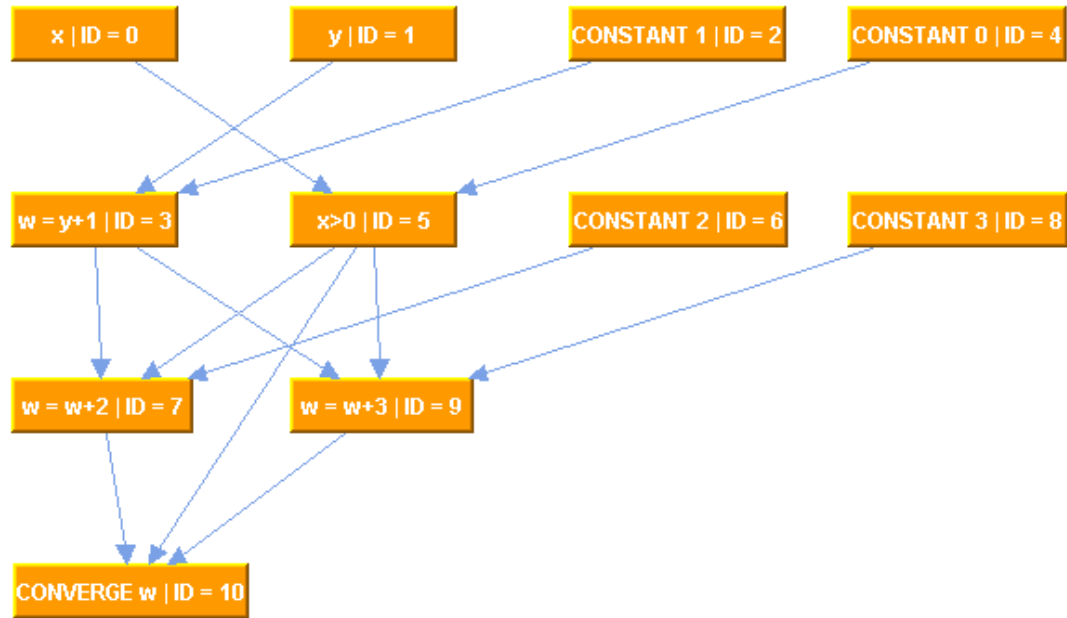 x | ID = 0
y | ID = 1
CONSTANT 1 | ID = 2
CONSTANT 0 | ID = 4
w = y+1 | ID = 3
x>0 | ID = 5
CONSTANT 2 | ID = 6
CONSTANT 3 | ID = 8
w = w+2 | ID = 7
w = w+3 | ID = 9
CONVERGE w | ID = 10